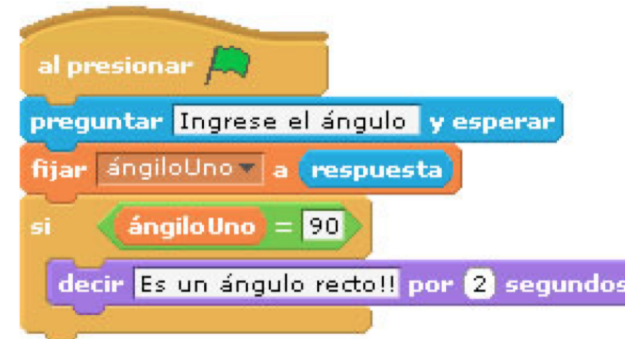 al presionar
preguntar Ingrese el ángulo y esperar
fijar ángiloUno a respuesta
si ángiloUno = 90
decir Es un ángulo recto!! por 2 segundos